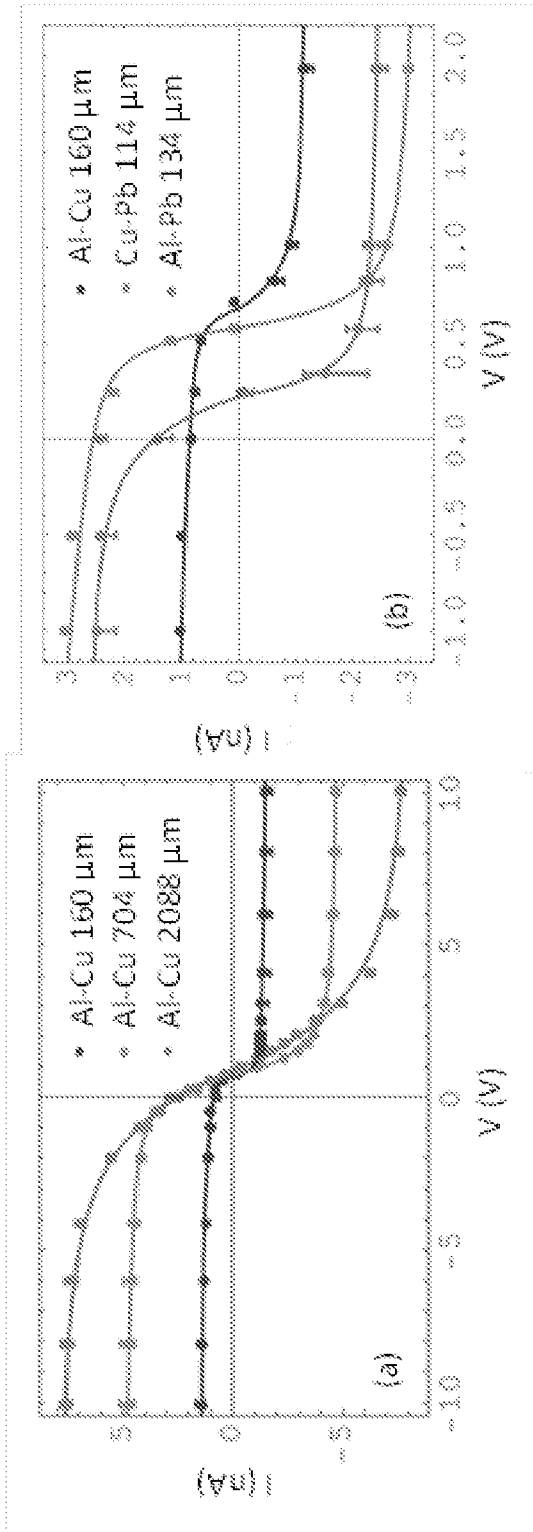 Al-Cu 160 μm
Al-Cu 704 μm
Al-Cu 2088 μm
(a)
I (nA)
5
0
-5
-10
-5
0
5
10
V (V)
Al-Cu 160 μm
Cu-Pb 114 μm
Al-Pb 134 μm
(b)
I (nA)
3
2
1
0
-1
-2
-3
-1.0
-0.5
0.0
0.5
1.0
1.5
2.0
V (V)